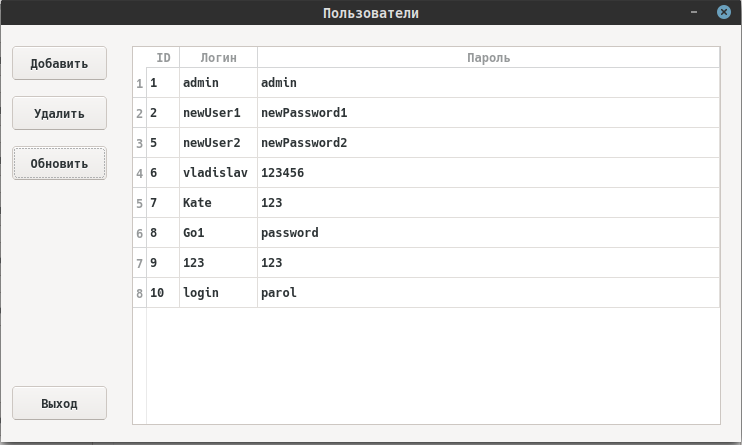 Пользователи
Добавить
Удалить
Обновить
Выход
ID Логин Пароль
1 1 admin admin
2 2 newUser1 newPassword1
3 5 newUser2 newPassword2
4 6 vladislav 123456
5 7 Kate 123
6 8 Go1 password
7 9 123 123
8 10 login parol